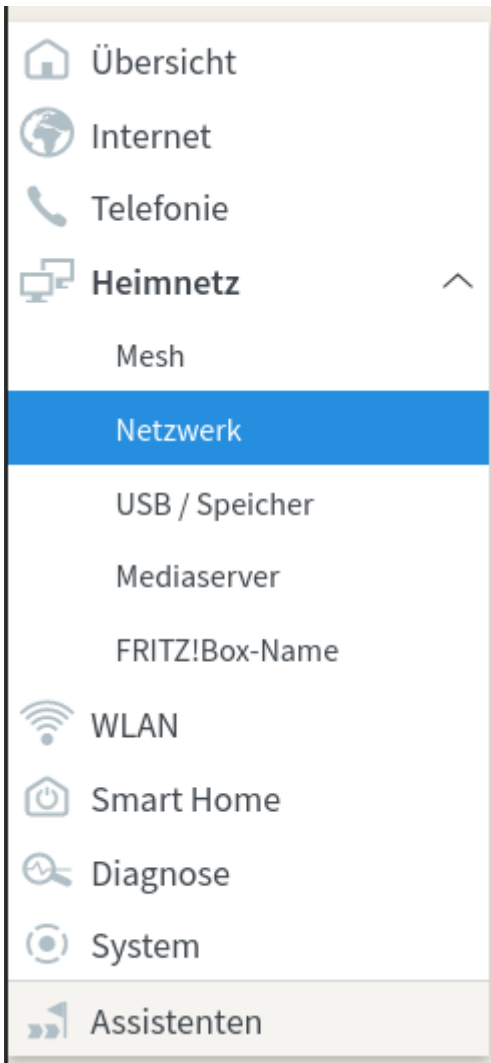 Übersicht
Internet
Telefonie
Heimnetz
Mesh
Netzwerk
USB / Speicher
Mediaserver
FRITZ!Box-Name
WLAN
Smart Home
Diagnose
System
Assistenten